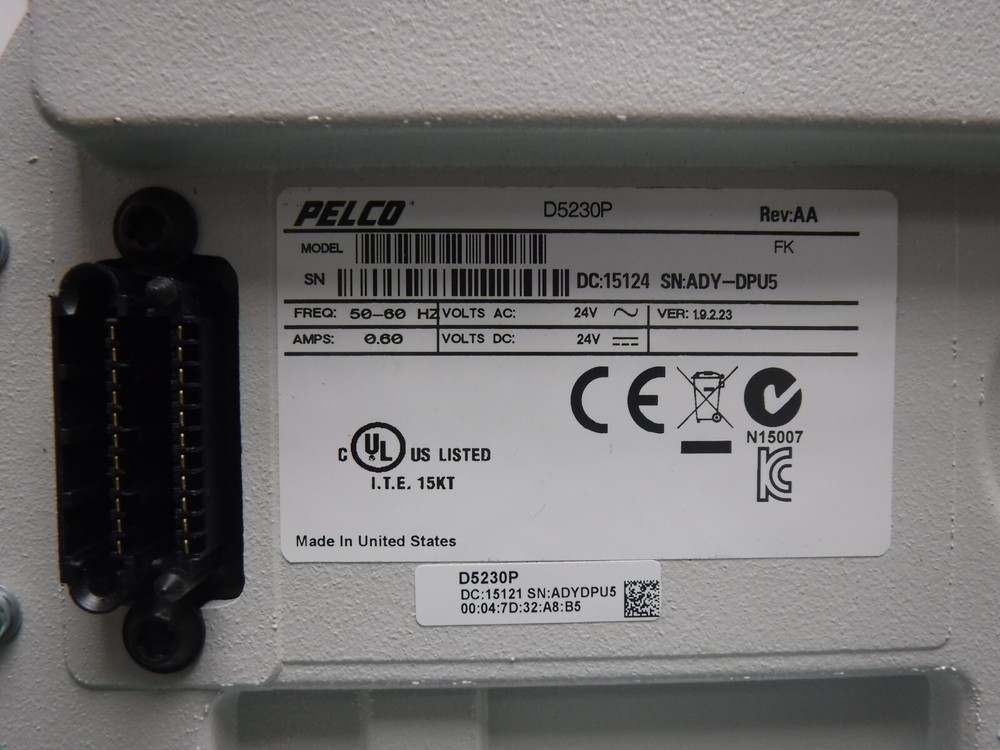 PELCO D5230P Rev:AA
MODEL FK
SN DC:15124 SN:ADY-DPU5
FREQ: 50-60 HZ VOLTS AC: 24V VER: 1.9.2.23
AMPS: 0.60 VOLTS DC: 24V
CE
N15007
C UL US LISTED
I.T.E. 15KT
Made In United States
D5230P
DC:15121 SN:ADYDPU5
00:04:7D:32:A8:B5